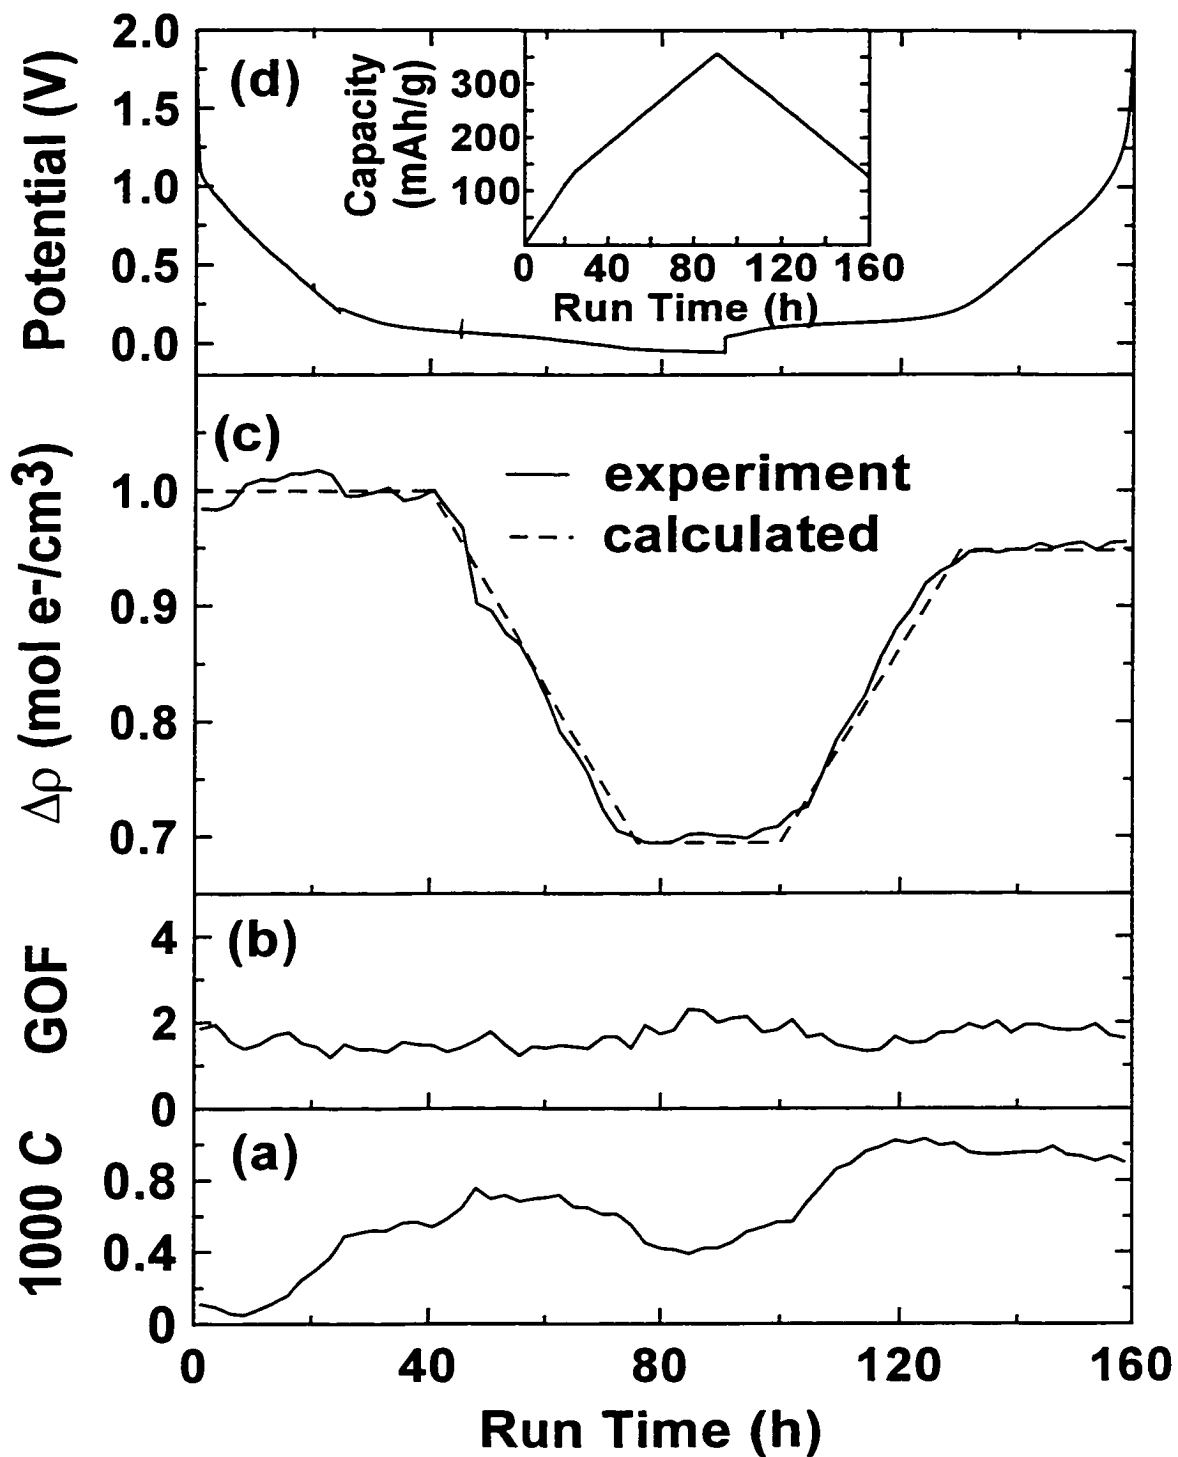 2.0
(d)
Potential (V)
1.5
1.0
0.5
0.0
Capacity
(mAh/g)
300
200
100
0 40 80 120 160
Run Time (h)
(c)
Δρ (mol e-/cm3)
1.0
0.9
0.8
0.7
experiment
calculated
(b)
GOF
4
2
0
(a)
1000 C
0.8
0.4
0
0 40 80 120 160
Run Time (h)